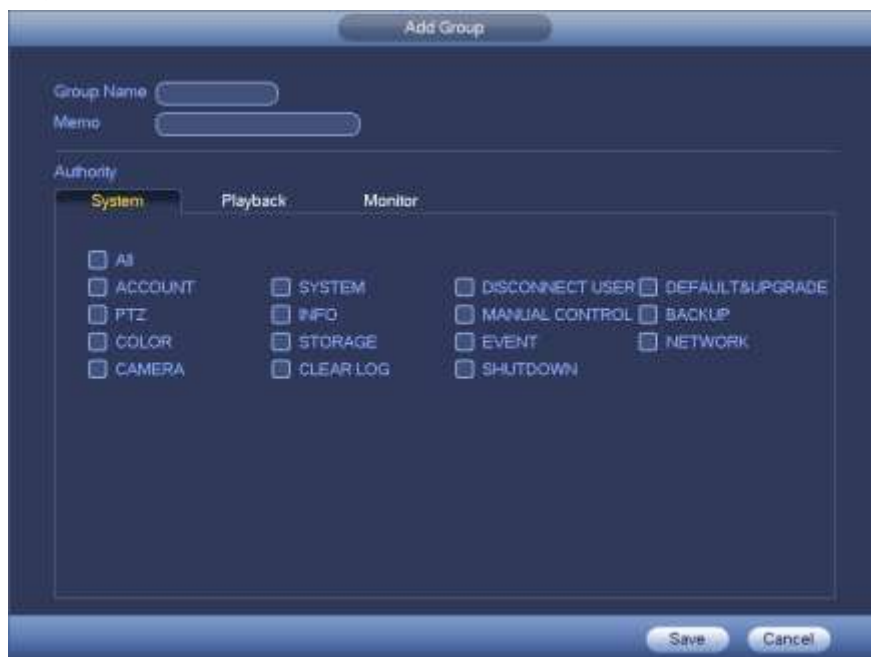 Add Group
Group Name
Memo
Authority
System Playback Monitor
All
ACCOUNT SYSTEM DISCONNECT USER DEFAULT&UPGRADE
PTZ INFO MANUAL CONTROL BACKUP
COLOR STORAGE EVENT NETWORK
CAMERA CLEAR LOG SHUTDOWN
Save Cancel